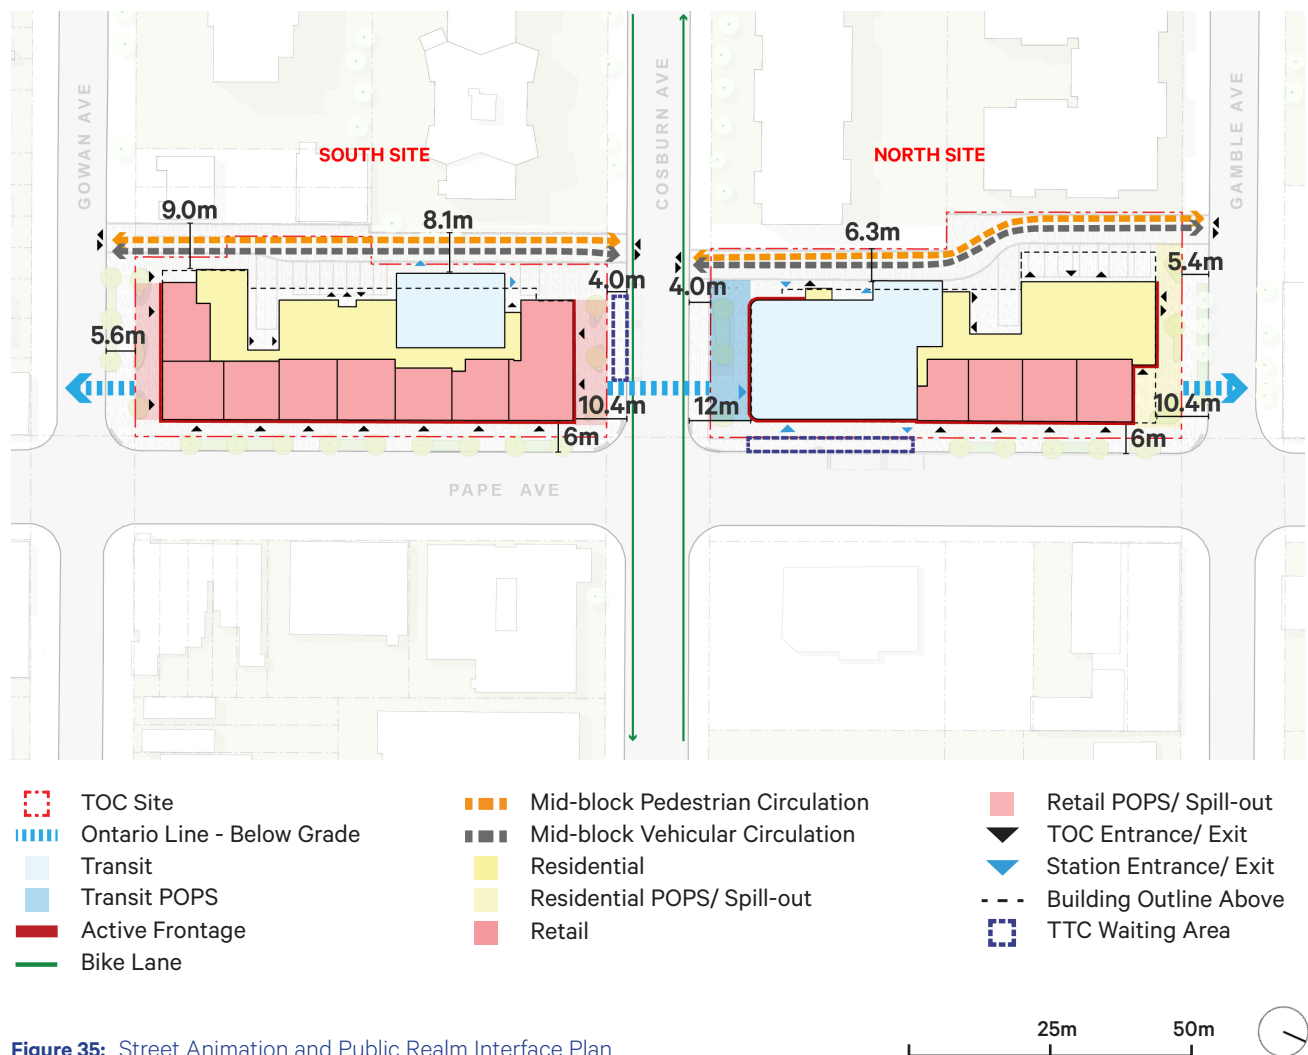 GOWAN AVE
COSBURN AVE
GAMBLE AVE
SOUTH SITE
NORTH SITE
9.0m
8.1m
6.3m
5.4m
4.0m
4.0m
5.6m
10.4m
12m
10.4m
6m
6m
PAPE AVE
TOC Site
Ontario Line - Below Grade
Transit
Transit POPS
Active Frontage
Bike Lane
Mid-block Pedestrian Circulation
Mid-block Vehicular Circulation
Residential
Residential POPS/ Spill-out
Retail
Retail POPS/ Spill-out
TOC Entrance/ Exit
Station Entrance/ Exit
Building Outline Above
TTC Waiting Area
25m
50m
Figure 35: Street Animation and Public Realm Interface Plan